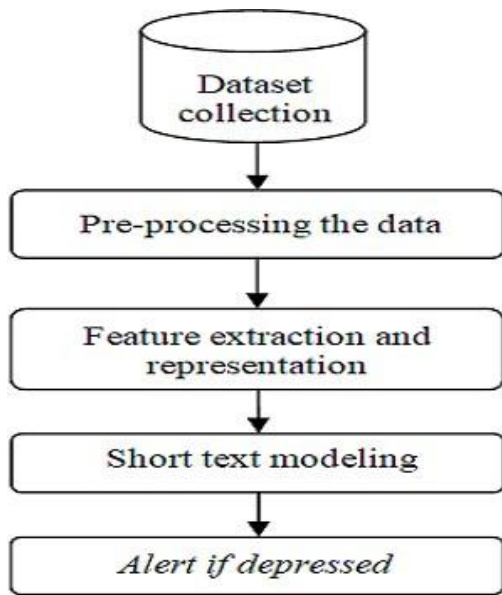 Dataset
collection
Pre-processing the data
Feature extraction and
representation
Short text modeling
Alert if depressed